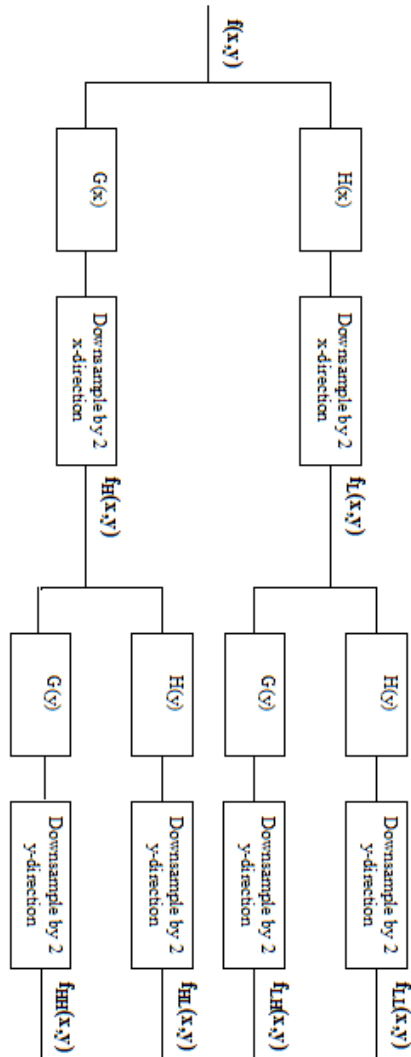 H(y)
Downsample by 2
y-direction
fLL(x,y)
H(x)
Downsample by 2
x-direction
fL(x,y)
G(y)
Downsample by 2
y-direction
fLH(x,y)
f(x,y)
H(y)
Downsample by 2
y-direction
fHL(x,y)
G(x)
Downsample by 2
x-direction
fH(x,y)
G(y)
Downsample by 2
y-direction
fHH(x,y)